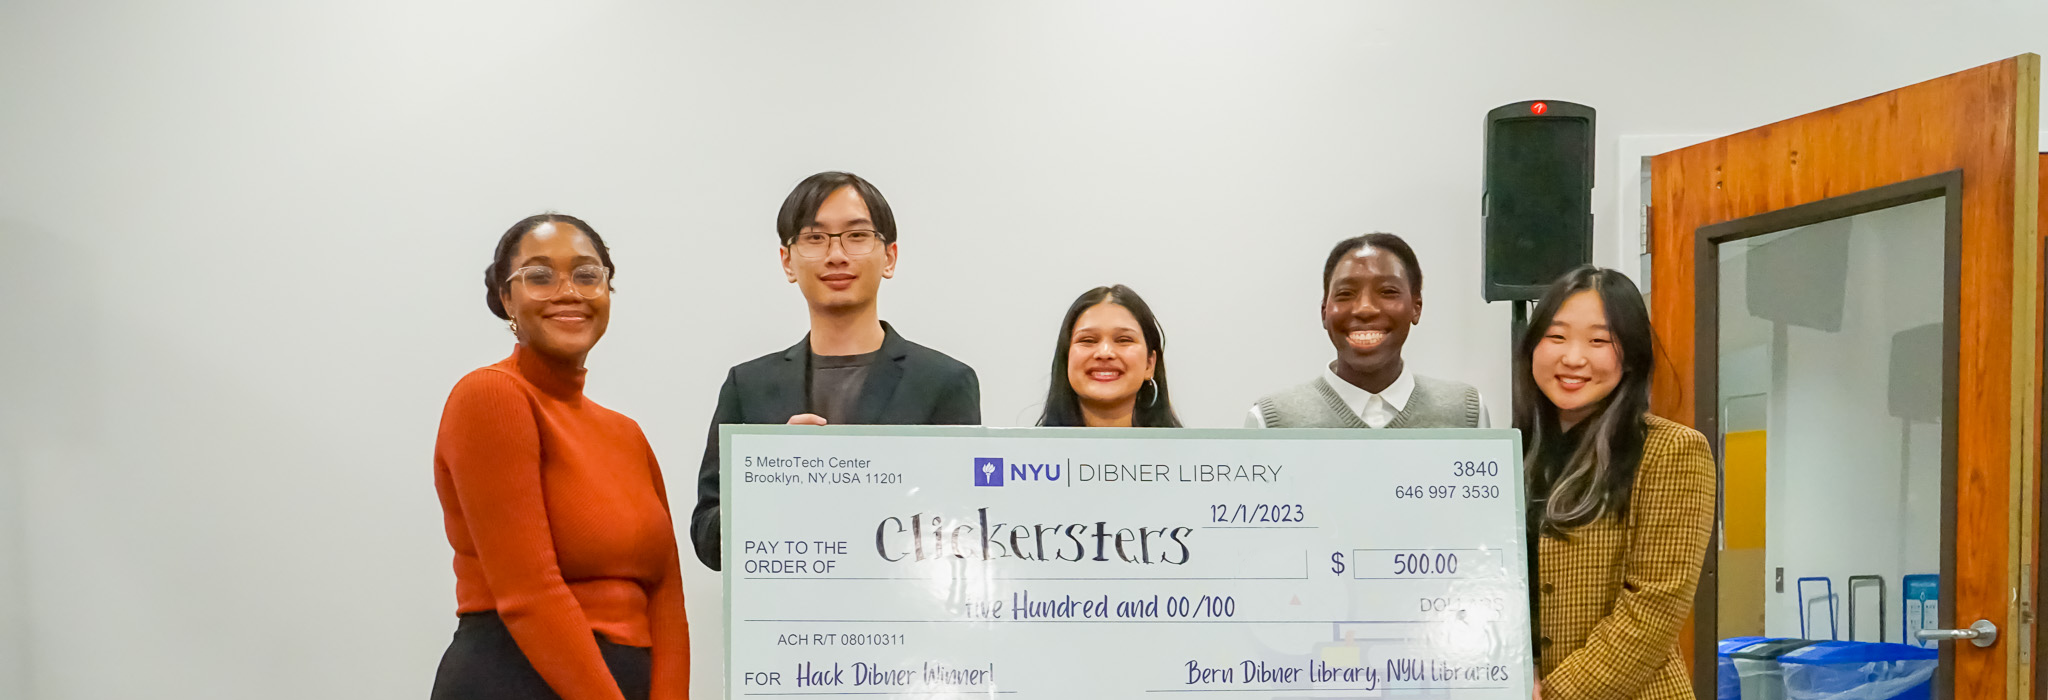 5 MetroTech Center
Brooklyn, NY,USA 11201
NYU | DIBNER LIBRARY
3840
646 997 3530
12/1/2023
PAY TO THE
ORDER OF
Clickersters
$ 500.00
five Hundred and 00/100
DOLLARS
ACH R/T 08010311
FOR Hack Dibner Winner!
Bern Dibner Library, NYU Libraries